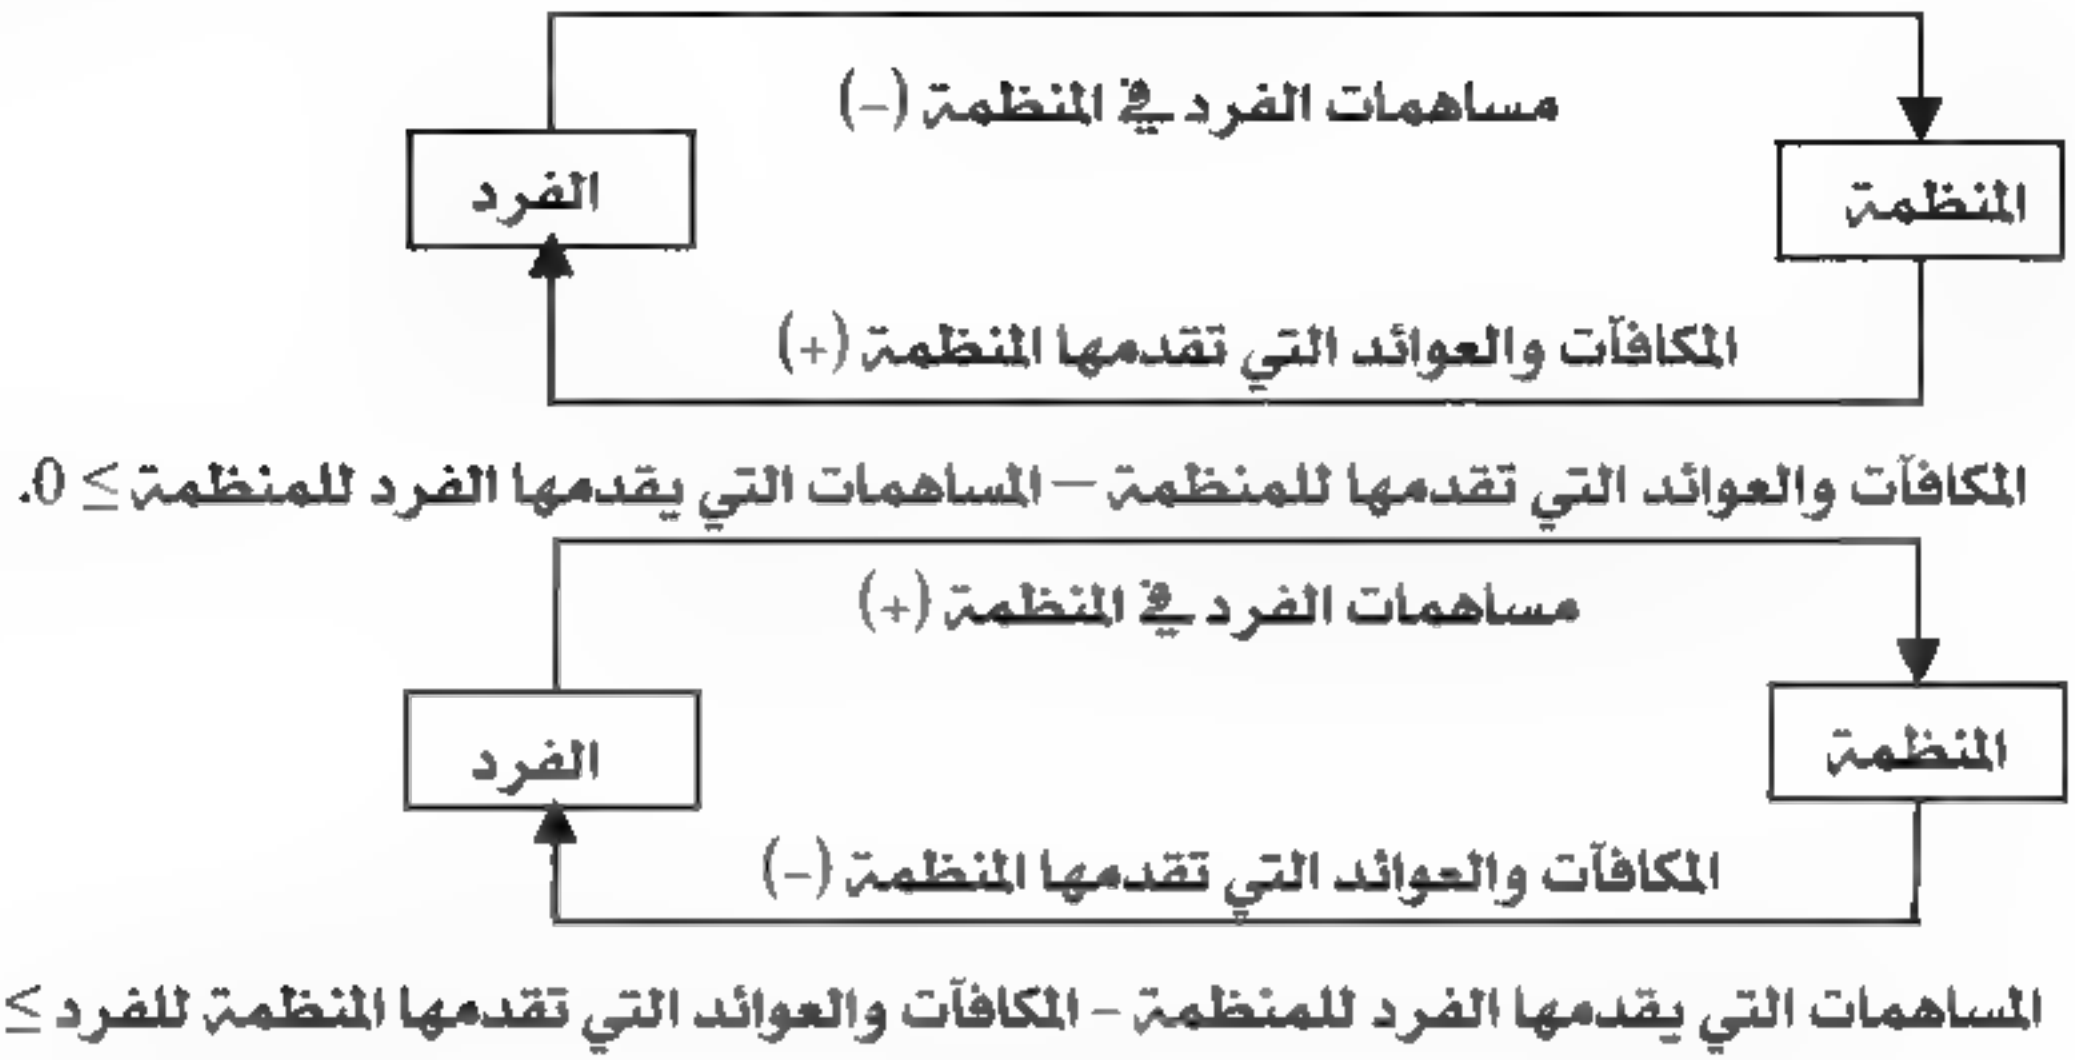 مساهمات الفرد في المنظمة (-)
الفرد
المنظمة
المكافآت والعوائد التي تقدمها المنظمة (+)
المكافآت والعوائد التي تقدمها للمنظمة – المساهمات التي يقدمها الفرد للمنظمة ≥ 0.
مساهمات الفرد في المنظمة (+)
الفرد
المنظمة
المكافآت والعوائد التي تقدمها المنظمة (-)
المساهمات التي يقدمها الفرد للمنظمة - المكافآت والعوائد التي تقدمها المنظمة للفرد ≥